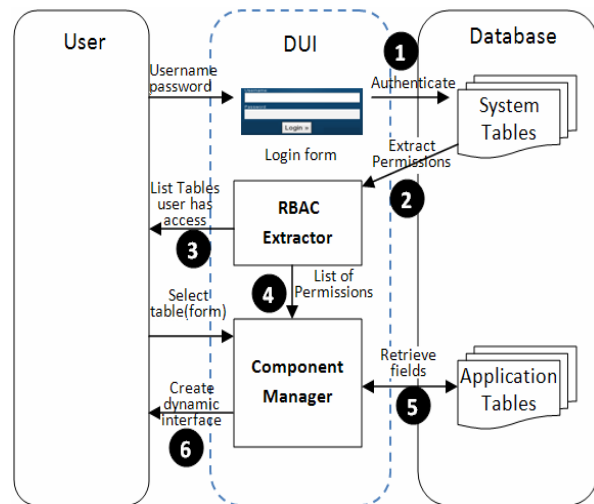 User
DUI
Database
1
Username
password
Authenticate
Password
Login »
Login form
System
Tables
Extract
Permissions
2
List Tables
user has
access
3
RBAC
Extractor
4
List of
Permissions
Select
table(form)
Component
Manager
Retrieve
fields
5
Application
Tables
Create
dynamic
interface
6